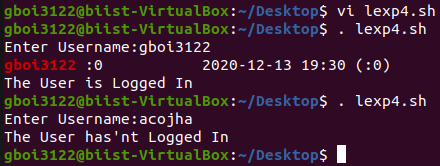 gboi3122@biist-VirtualBox:~/Desktop$ vi lexp4.sh
gboi3122@biist-VirtualBox:~/Desktop$ . lexp4.sh
Enter Username:gboi3122
gboi3122 :0           2020-12-13 19:30 (:0)
The User is Logged In
gboi3122@biist-VirtualBox:~/Desktop$ . lexp4.sh
Enter Username:acojha
The User has'nt Logged In
gboi3122@biist-VirtualBox:~/Desktop$